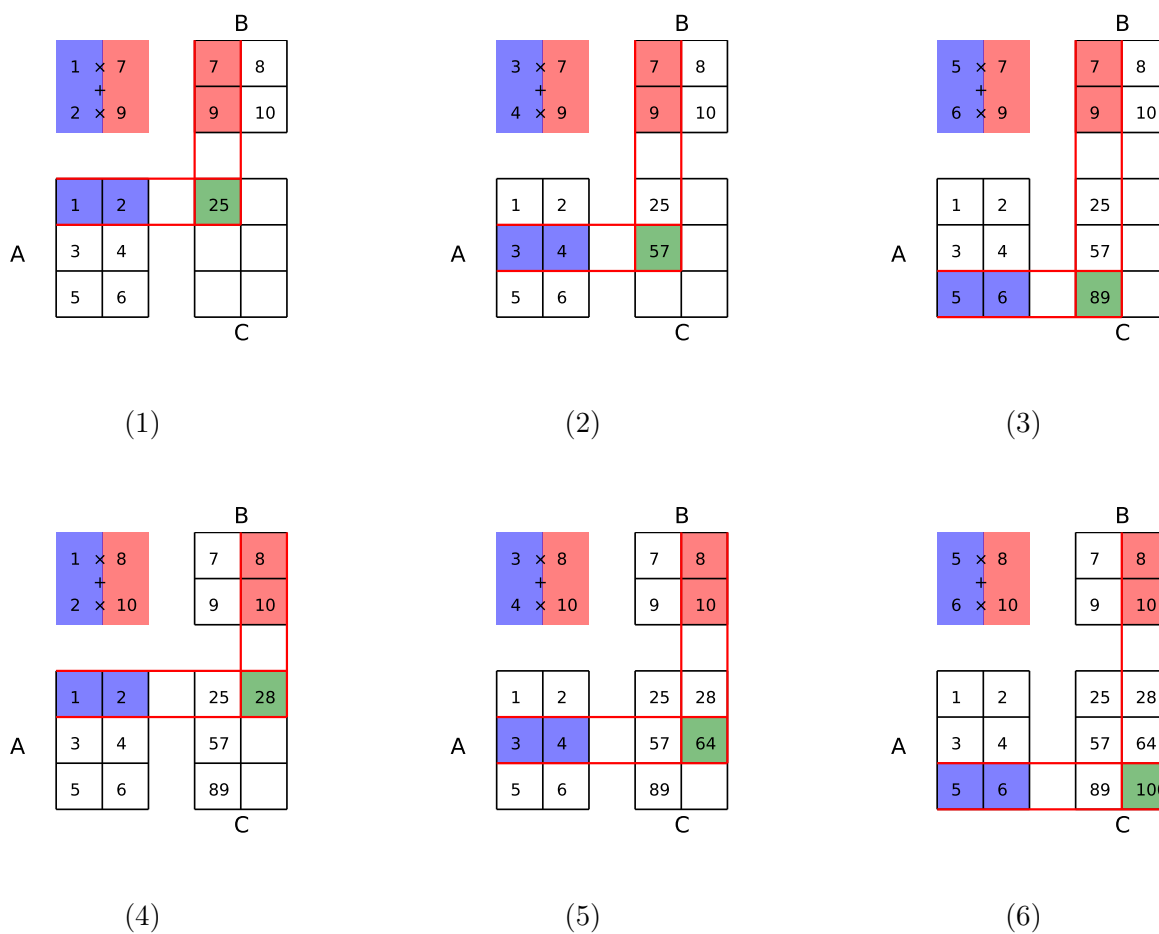 B B B
1 × 7 7 8 3 × 7 7 8 5 × 7 7 8
+ + +
2 × 9 9 10 4 × 9 9 10 6 × 9 9 10
1 2 25 1 2 25 1 2 25
A 3 4 A 3 4 57 A 3 4 57
5 6 5 6 5 6 89
C C C
(1) (2) (3)
B B B
1 × 8 7 8 3 × 8 7 8 5 × 8 7 8
+ + +
2 × 10 9 10 4 × 10 9 10 6 × 10 9 10
1 2 25 28 1 2 25 28 1 2 25 28
A 3 4 57 A 3 4 57 64 A 3 4 57 64
5 6 89 5 6 89 5 6 89
C C C
(4) (5) (6)